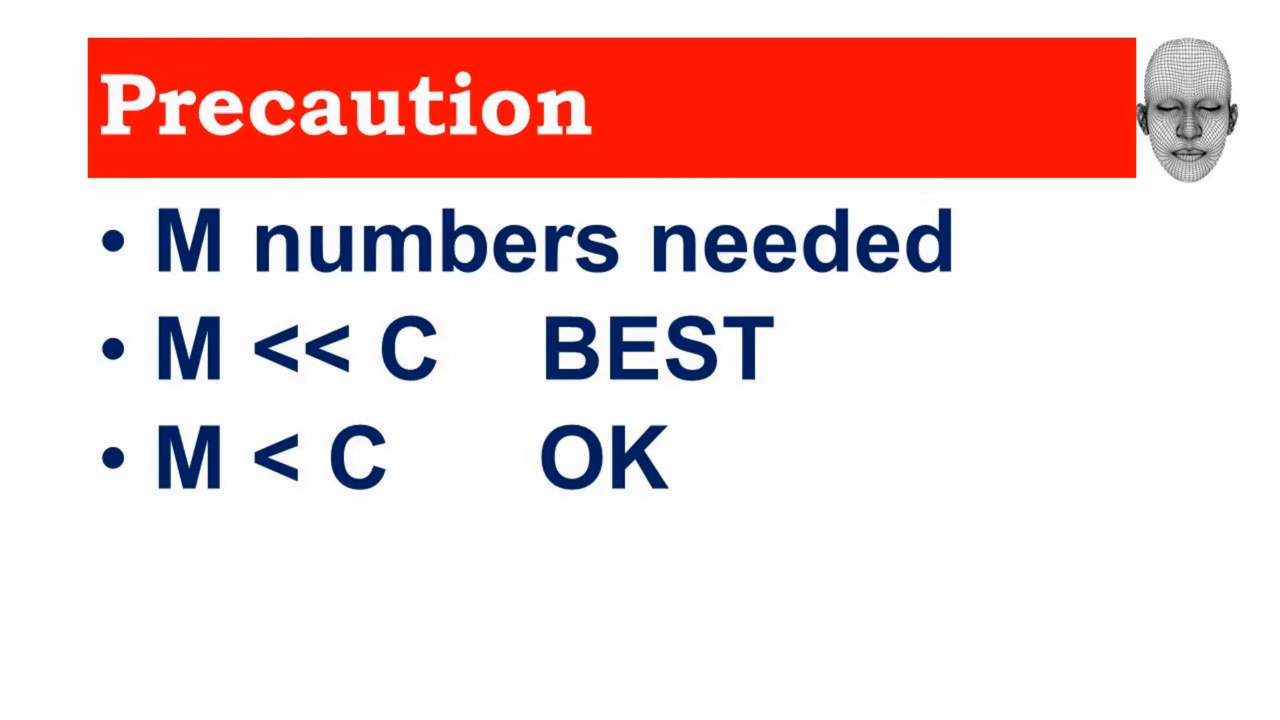 Precaution
• M numbers needed
• M << C BEST
• M < C OK